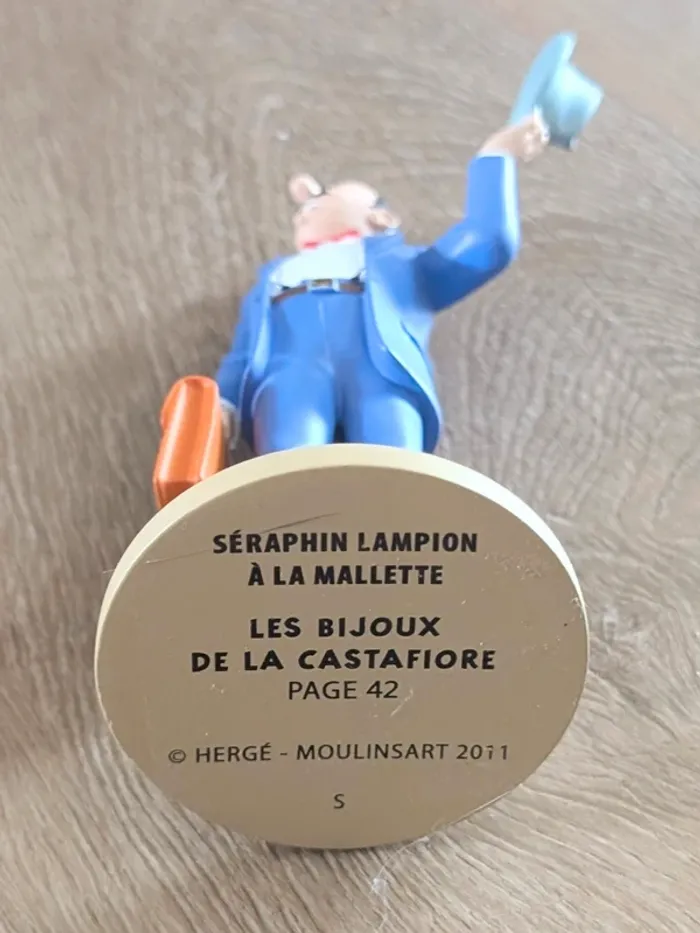 SÉRAPHIN LAMPION
À LA MALLETTE
LES BIJOUX
DE LA CASTAFIORE
PAGE 42
© HERGÉ - MOULINSART 2011
S